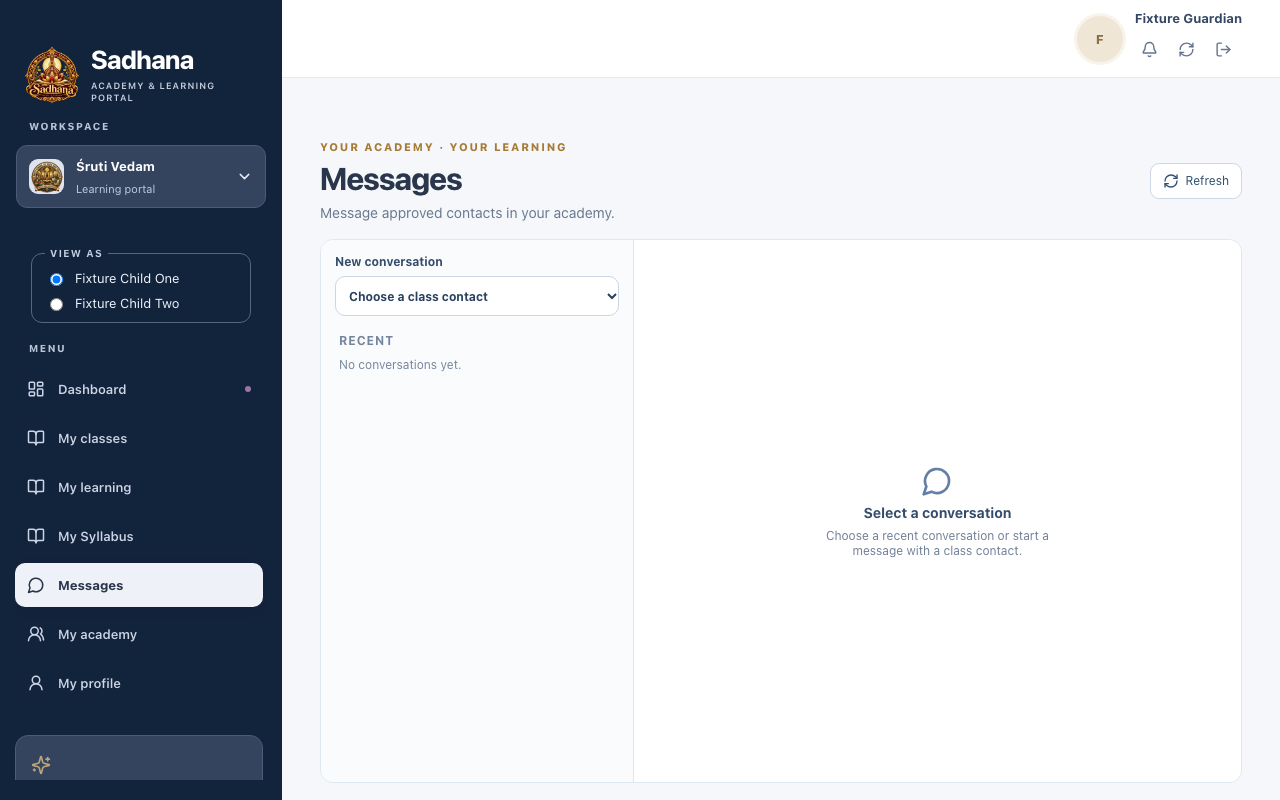 Sadhana
ACADEMY & LEARNING
PORTAL
Sadhana
WORKSPACE
Śruti Vedam
Learning portal
VIEW AS
Fixture Child One
Fixture Child Two
MENU
Dashboard
My classes
My learning
My Syllabus
Messages
My academy
My profile
F
Fixture Guardian
YOUR ACADEMY · YOUR LEARNING
Messages
Message approved contacts in your academy.
Refresh
New conversation
Choose a class contact
RECENT
No conversations yet.
Select a conversation
Choose a recent conversation or start a
message with a class contact.